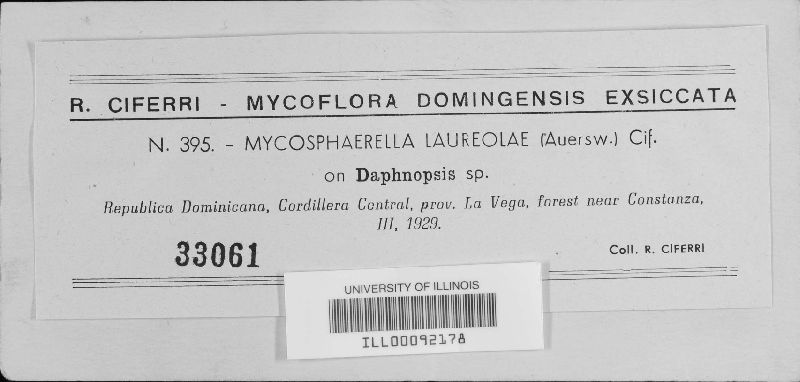 R. CIFERRI - MYCOFLORA DOMINGENSIS EXSICCATA
N. 395. - MYCOSPHAERELLA LAUREOLAE (Auersw.) Cif.
on Daphnopsis sp.
Republica Dominicana, Cordillera Central, prov. La Vega, forest near Constanza,
III, 1929.
33061
Coll. R. CIFERRI
UNIVERSITY OF ILLINOIS
ILL00092178